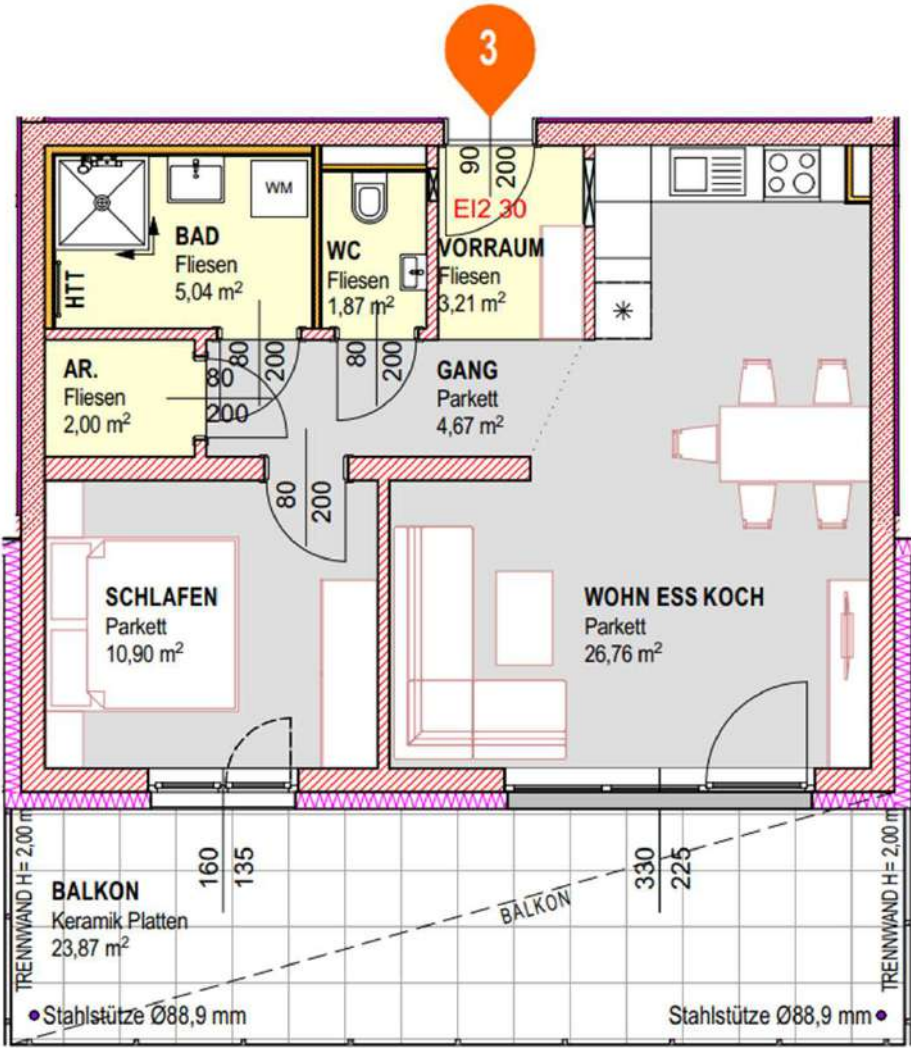 3
90
200
EI2 30
WM
BAD
Fliesen
5,04 m²
HTT
WC
Fliesen
1,87 m²
VORRAUM
Fliesen
3,21 m²
80
200
80
200
AR.
Fliesen
2,00 m²
80
200
GANG
Parkett
4,67 m²
80
200
SCHLAFEN
Parkett
10,90 m²
WOHN ESS KOCH
Parkett
26,76 m²
160
135
330
225
TRENNWAND H = 2,00 m
TRENNWAND H = 2,00 m
BALKON
Keramik Platten
23,87 m²
BALKON
Stahlstütze Ø88,9 mm
Stahlstütze Ø88,9 mm